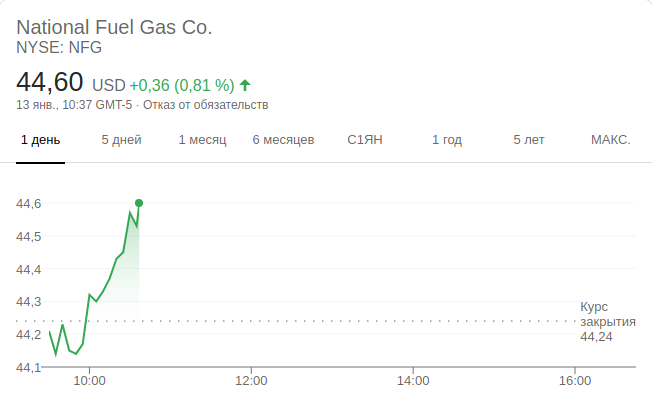 National Fuel Gas Co.
NYSE: NFG
44,60 USD +0,36 (0,81 %)
13 янв., 10:37 GMT-5 · Отказ от обязательств
1 день 5 дней 1 месяц 6 месяцев С1ЯН 1 год 5 лет МАКС.
44,6
44,5
44,4
44,3
44,2
44,1
Курс
закрытия
44,24
10:00 12:00 14:00 16:00